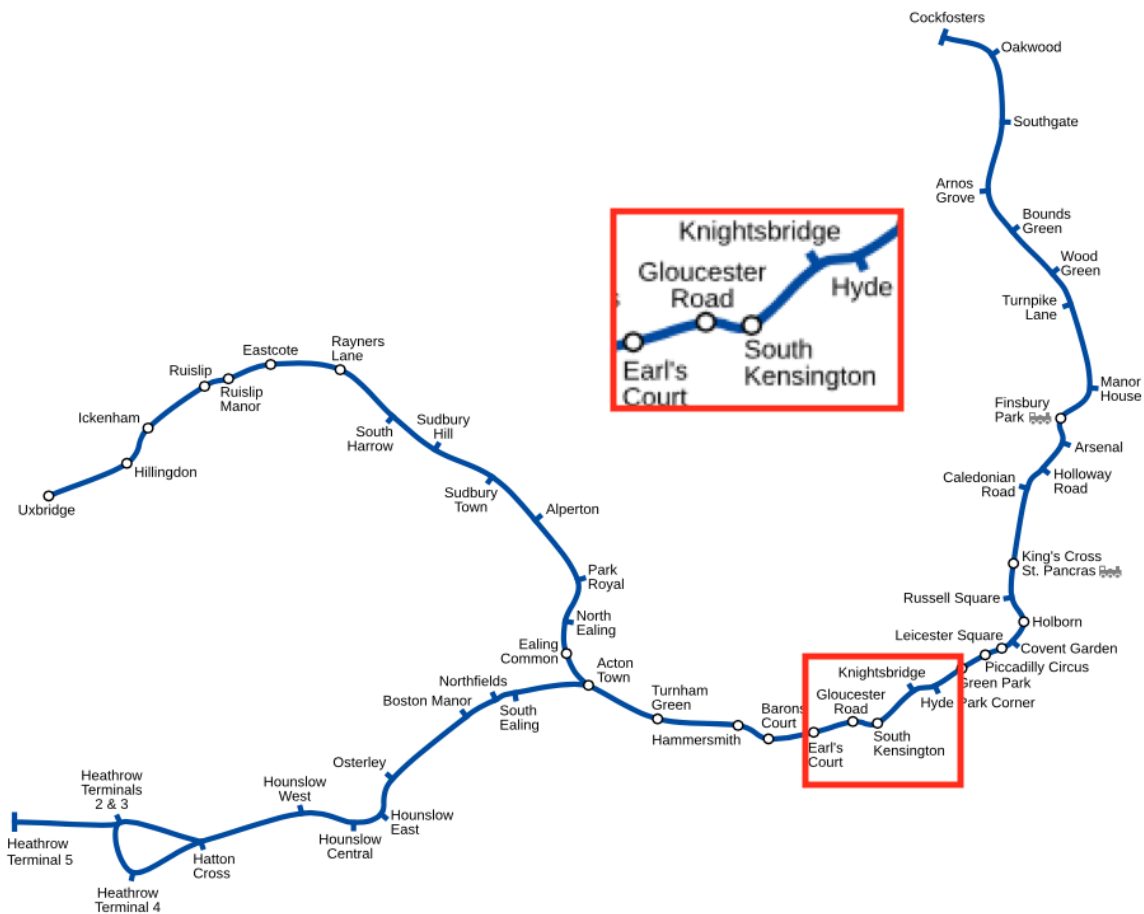 Cockfosters
Oakwood
Southgate
Arnos
Grove
Bounds
Green
Wood
Green
Turnpike
Lane
Manor
House
Finsbury
Park
Arsenal
Holloway
Road
Caledonian
Road
King's Cross
St. Pancras
Russell Square
Holborn
Leicester Square
Covent Garden
Piccadilly Circus
Green Park
Hyde Park Corner
Knightsbridge
Gloucester
Road
South
Kensington
Earl's
Court
Barons
Court
Hammersmith
Turnham
Green
Acton
Town
Ealing
Common
North
Ealing
Park
Royal
Alperton
Sudbury
Town
Sudbury
Hill
South
Harrow
Rayners
Lane
Eastcote
Ruislip
Manor
Ruislip
Ickenham
Hillingdon
Uxbridge
South
Ealing
Northfields
Boston Manor
Osterley
Hounslow
East
Hounslow
Central
Hounslow
West
Hatton
Cross
Heathrow
Terminals
2 & 3
Heathrow
Terminal 4
Heathrow
Terminal 5
Knightsbridge
Gloucester
Road
Hyde
s
South
Kensington
Earl's
Court